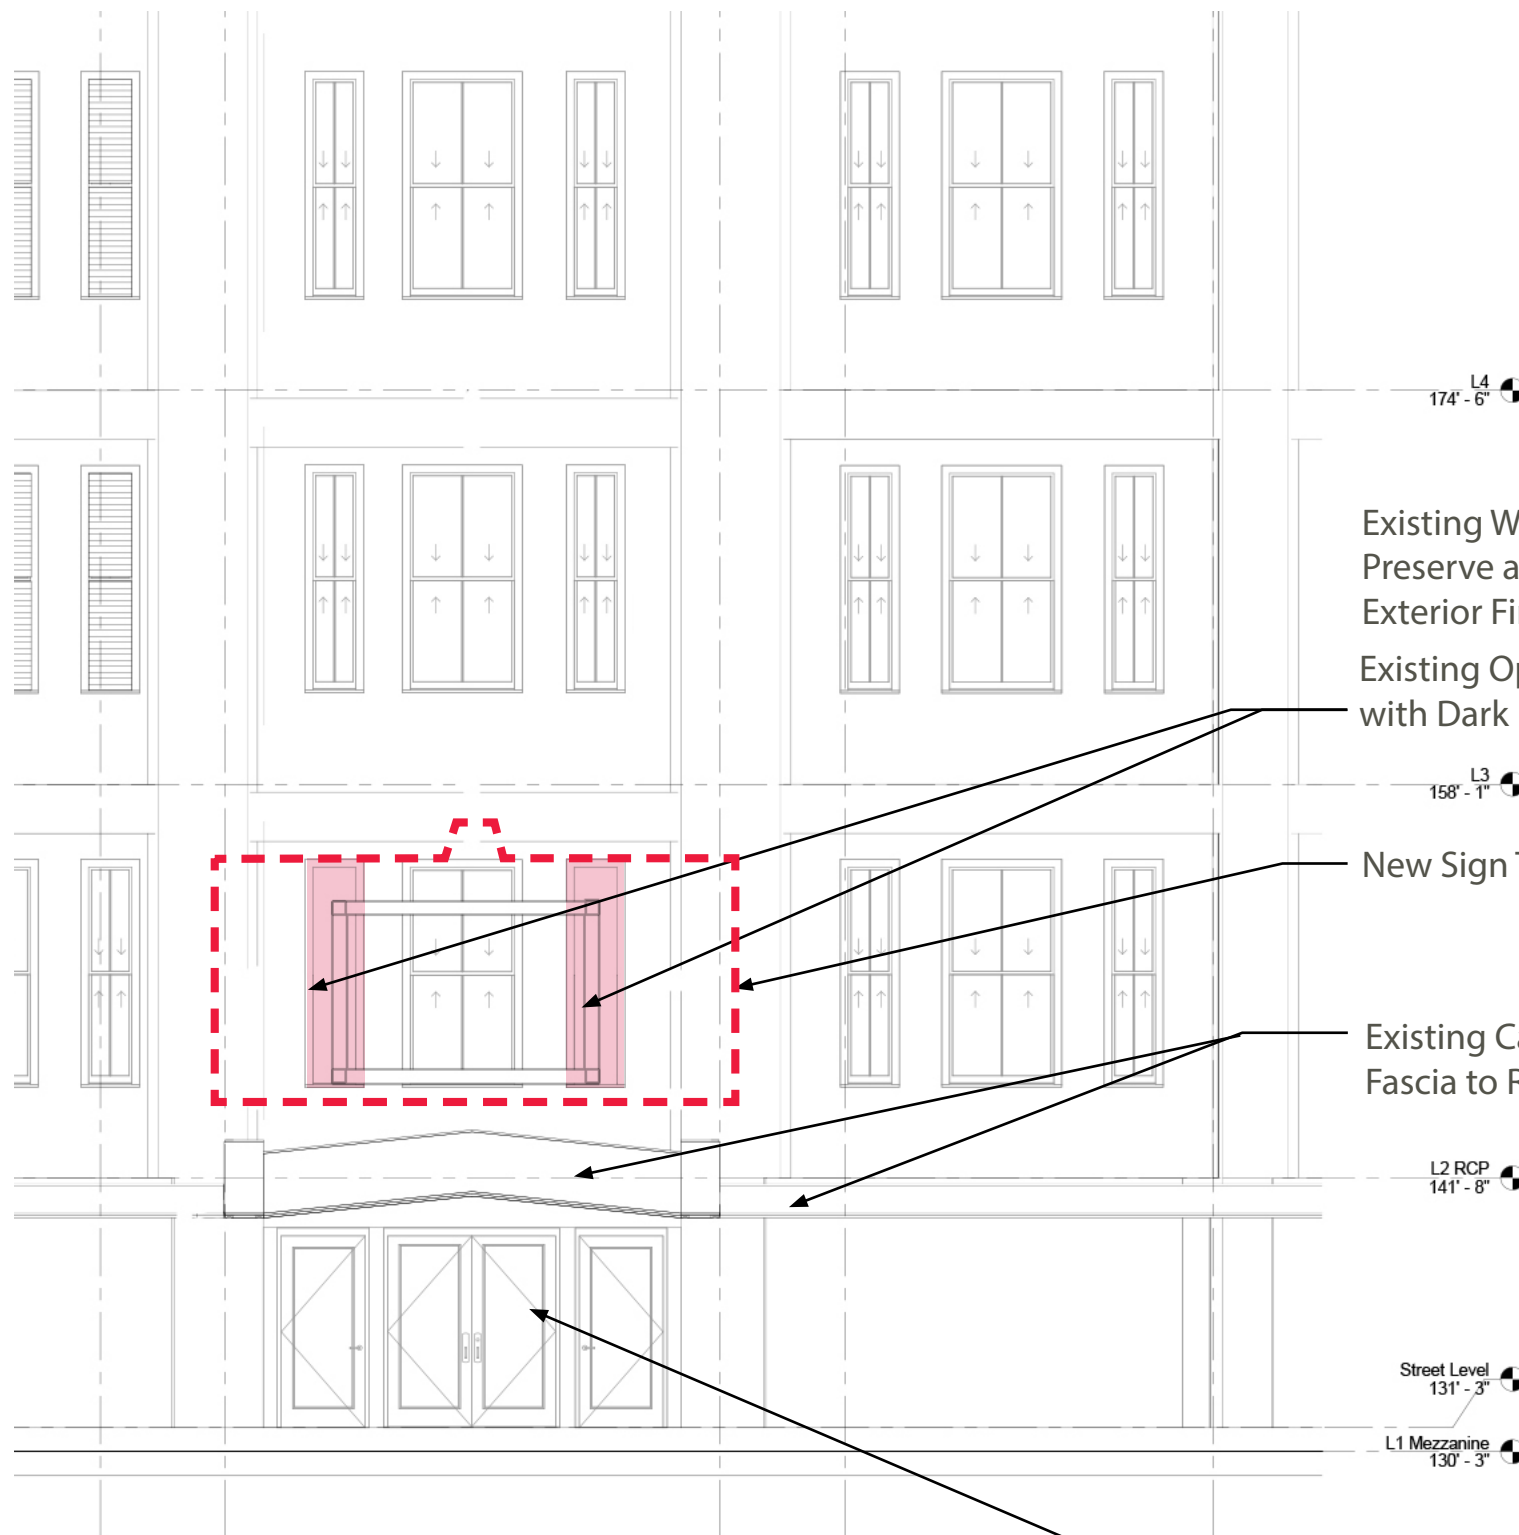 L4
174' - 6"
Existing
Preserve
Exterior
Existing
with Dark
L3
158' - 1"
New Sign
Existing
Fascia to
L2 RCP
141' - 8"
Street Level
131' - 3"
L1 Mezzanine
130' - 3"